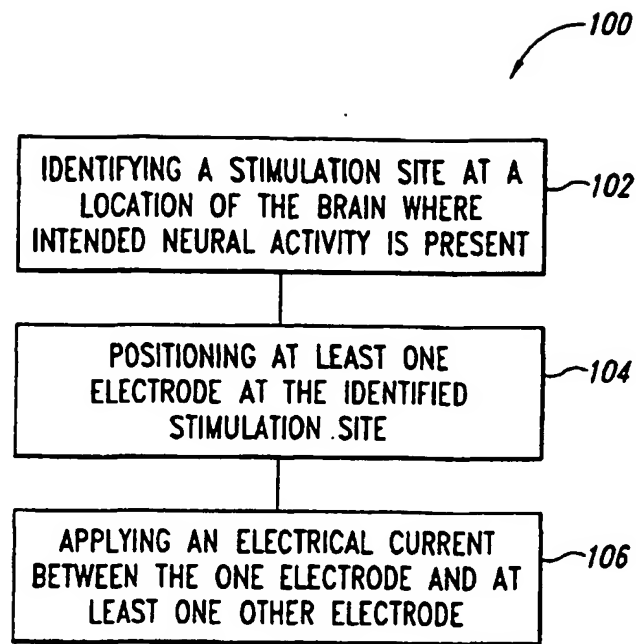 100
IDENTIFYING A STIMULATION SITE AT A
LOCATION OF THE BRAIN WHERE
INTENDED NEURAL ACTIVITY IS PRESENT
102
POSITIONING AT LEAST ONE
ELECTRODE AT THE IDENTIFIED
STIMULATION SITE
104
APPLYING AN ELECTRICAL CURRENT
BETWEEN THE ONE ELECTRODE AND AT
LEAST ONE OTHER ELECTRODE
106